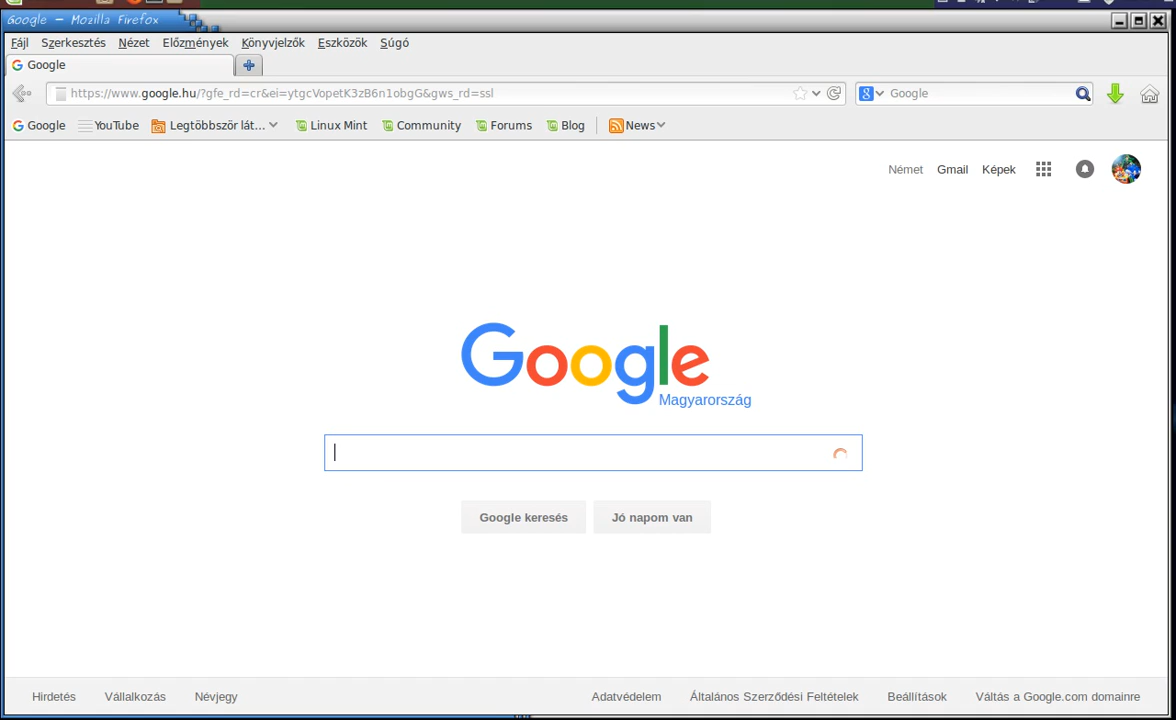 Google - Mozilla Firefox
Fájl Szerkesztés Nézet Előzmények Könyvjelzők Eszközök Súgó
Google
https://www.google.hu/?gfe_rd=cr&ei=ytgcVopetK3zB6n1obgG&gws_rd=ssl
8 Google
Google YouTube Legtöbbször lát... Linux Mint Community Forums Blog News
Német Gmail Képek
Google
Magyarország
Google keresés Jó napom van
Hirdetés Vállalkozás Névjegy Adatvédelem Általános Szerződési Feltételek Beállítások Váltás a Google.com domainre